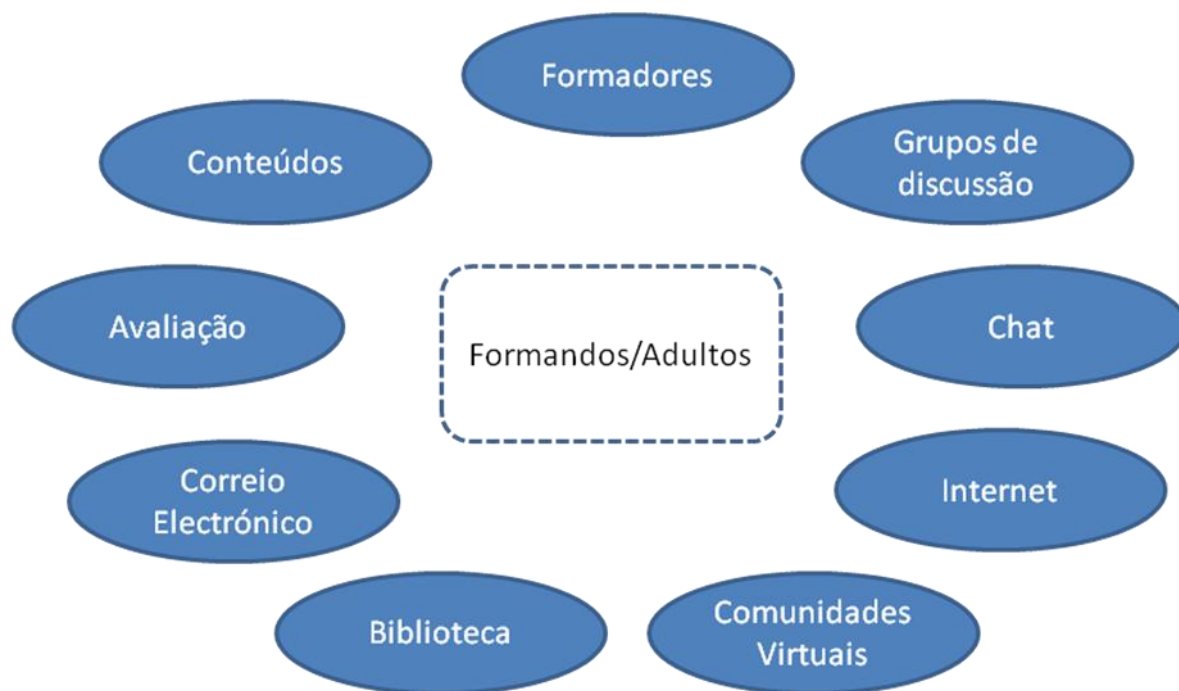 Formadores
Conteúdos
Grupos de
discussão
Avaliação
Formandos/Adultos
Chat
Correio
Electrónico
Internet
Biblioteca
Comunidades
Virtuais